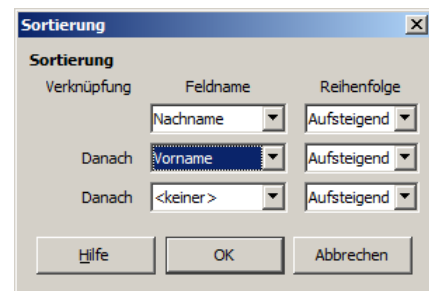 Sortierung
Sortierung
Verknüpfung Feldname Reihenfolge
Nachname Aufsteigend
Danach Vorname Aufsteigend
Danach <keiner> Aufsteigend
Hilfe OK Abbrechen